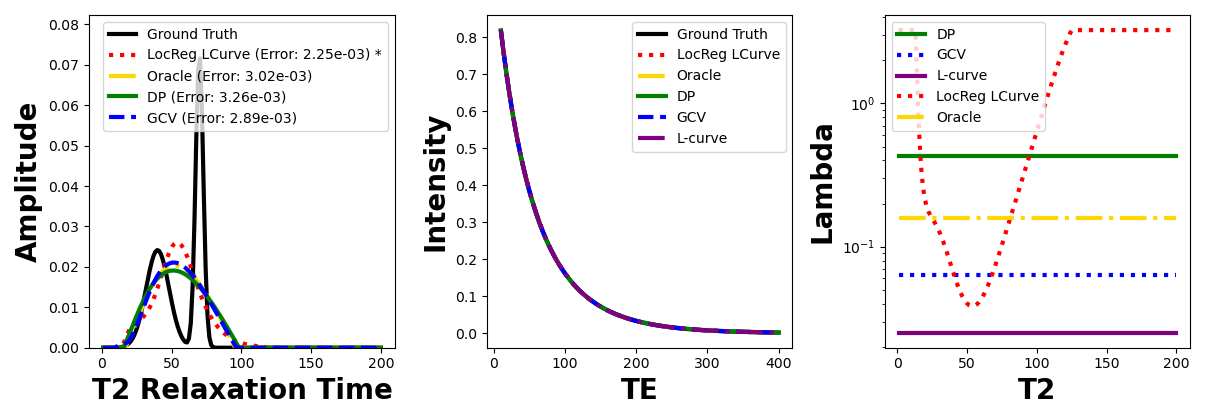 Amplitude
0.08
0.07
0.06
0.05
0.04
0.03
0.02
0.01
0.00
Ground Truth
LocReg LCurve (Error: 2.25e-03) *
Oracle (Error: 3.02e-03)
DP (Error: 3.26e-03)
GCV (Error: 2.89e-03)
0 50 100 150 200
T2 Relaxation Time
Intensity
0.8
0.7
0.6
0.5
0.4
0.3
0.2
0.1
0.0
Ground Truth
LocReg LCurve
Oracle
DP
GCV
L-curve
0 100 200 300 400
TE
Lambda
10⁰
10⁻¹
DP
GCV
L-curve
LocReg LCurve
Oracle
0 50 100 150 200
T2